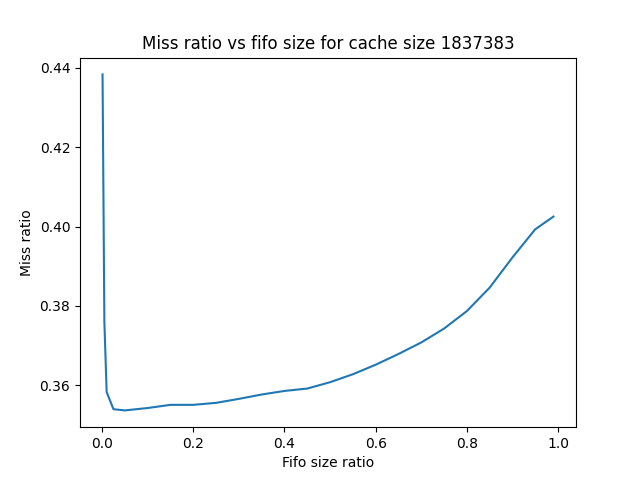 Miss ratio vs fifo size for cache size 1837383
0.44
0.42
0.40
0.38
0.36
Miss ratio
0.0 0.2 0.4 0.6 0.8 1.0
Fifo size ratio